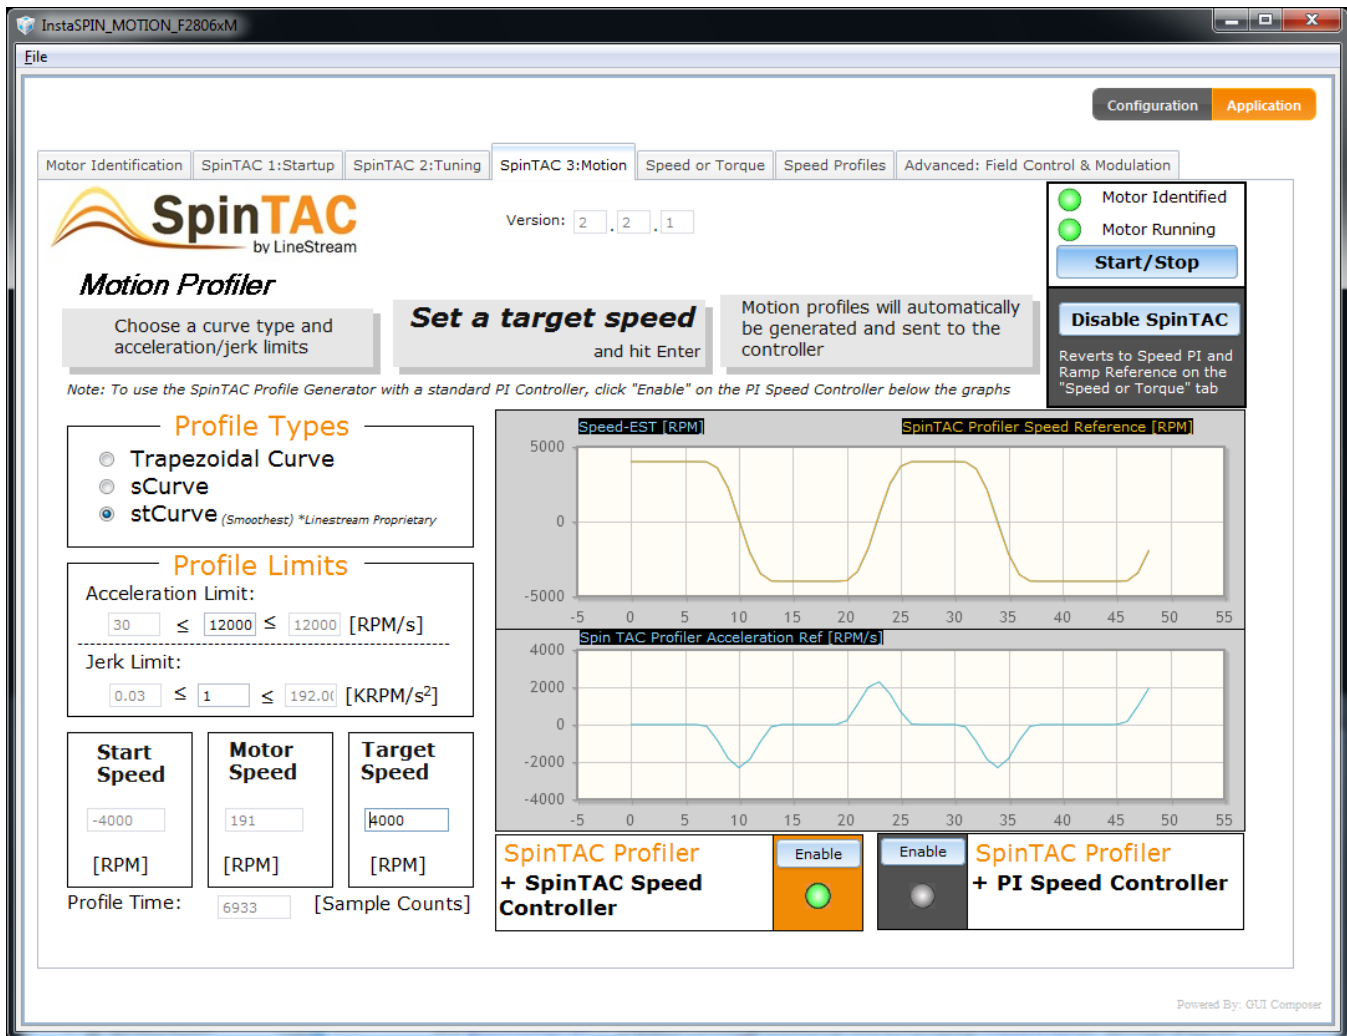 InstaSPIN_MOTION_F2806xM
File
Configuration Application
Motor Identification SpinTAC 1:Startup SpinTAC 2:Tuning SpinTAC 3:Motion Speed or Torque Speed Profiles Advanced: Field Control & Modulation
SpinTAC
by LineStream
Version: 2 . 2 . 1
Motor Identified
Motor Running
Start/Stop
Motion Profiler
Choose a curve type and
acceleration/jerk limits
Set a target speed
and hit Enter
Motion profiles will automatically
be generated and sent to the
controller
Disable SpinTAC
Reverts to Speed PI and
Ramp Reference on the
"Speed or Torque" tab
Note: To use the SpinTAC Profile Generator with a standard PI Controller, click "Enable" on the PI Speed Controller below the graphs
Profile Types
Trapezoidal Curve
sCurve
stCurve (Smoothest) *Linestream Proprietary
Profile Limits
Acceleration Limit:
30 ≤ 12000 ≤ 12000 [RPM/s]
Jerk Limit:
0.03 ≤ 1 ≤ 192.0 [KRPM/s²]
Start
Speed
-4000
[RPM]
Motor
Speed
191
[RPM]
Target
Speed
4000
[RPM]
Profile Time: 6933 [Sample Counts]
Speed-EST [RPM] SpinTAC Profiler Speed Reference [RPM]
5000
0
-5000
-5 0 5 10 15 20 25 30 35 40 45 50 55
Spin TAC Profiler Acceleration Ref [RPM/s]
4000
2000
0
-2000
-4000
-5 0 5 10 15 20 25 30 35 40 45 50 55
SpinTAC Profiler
+ SpinTAC Speed
Controller
Enable
Enable
SpinTAC Profiler
+ PI Speed Controller
Powered By: GUI Composer